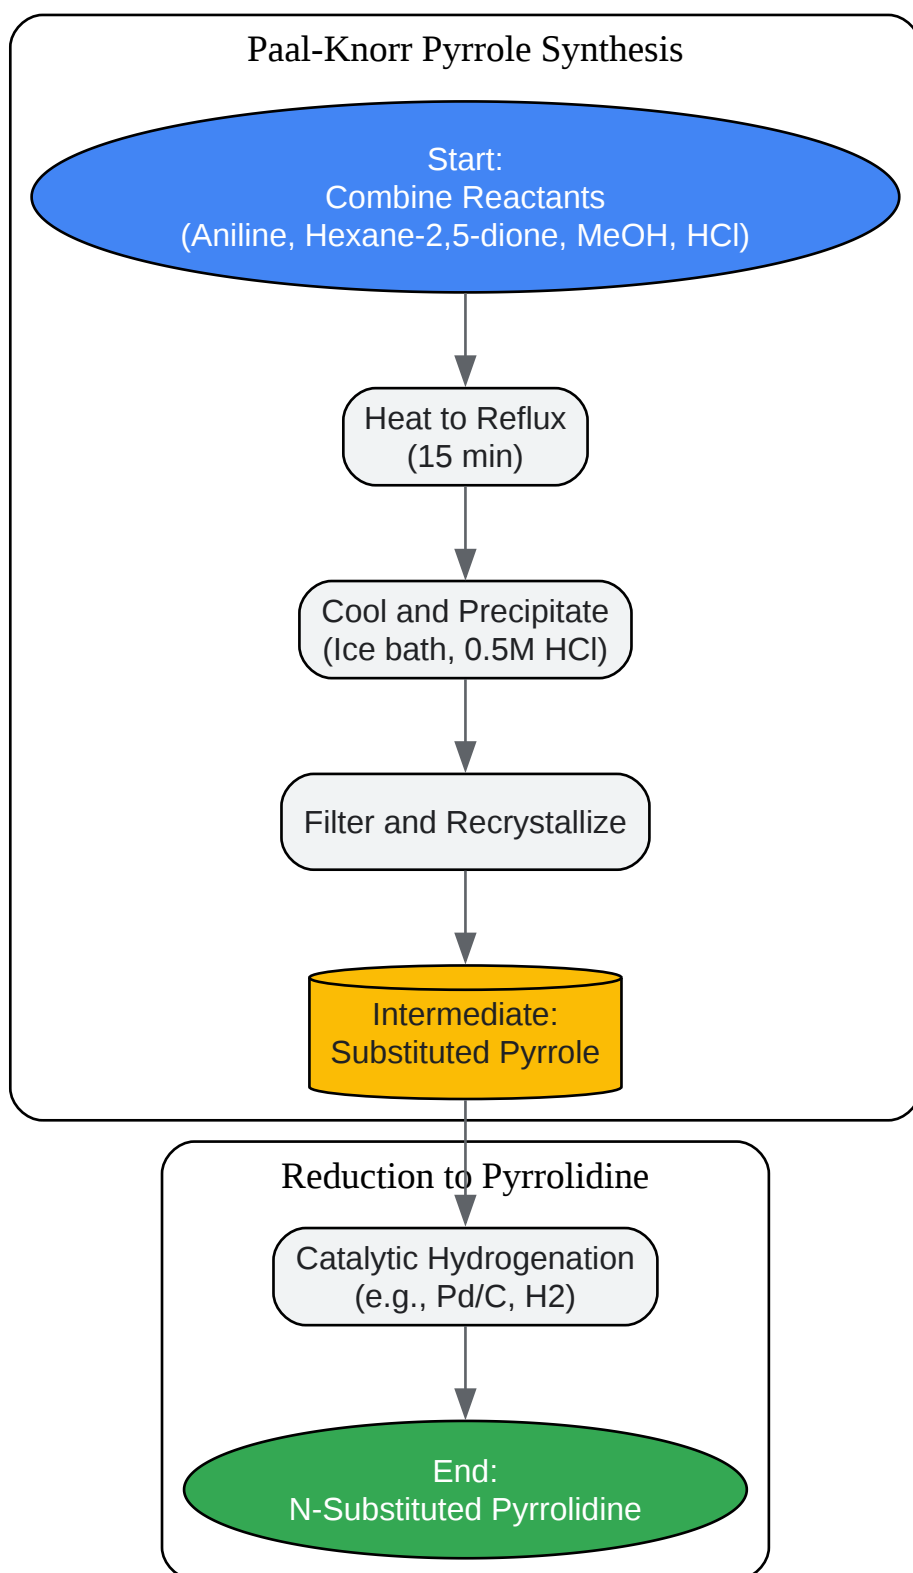 Paal-Knorr Pyrrole Synthesis
Start:
Combine Reactants
(Aniline, Hexane-2,5-dione, MeOH, HCl)
Heat to Reflux
(15 min)
Cool and Precipitate
(Ice bath, 0.5M HCl)
Filter and Recrystallize
Intermediate:
Substituted Pyrrole
Reduction to Pyrrolidine
Catalytic Hydrogenation
(e.g., Pd/C, H2)
End:
N-Substituted Pyrrolidine